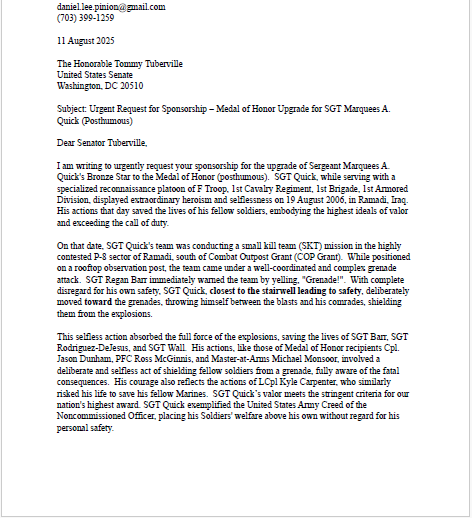 daniel.lee.pinion@gmail.com
(703) 399-1259
11 August 2025
The Honorable Tommy Tuberville
United States Senate
Washington, DC 20510
Subject: Urgent Request for Sponsorship – Medal of Honor Upgrade for SGT Marquees A.
Quick (Posthumous)
Dear Senator Tuberville,
I am writing to urgently request your sponsorship for the upgrade of Sergeant Marquees A.
Quick's Bronze Star to the Medal of Honor (posthumous). SGT Quick, while serving with a
specialized reconnaissance platoon of F Troop, 1st Cavalry Regiment, 1st Brigade, 1st Armored
Division, displayed extraordinary heroism and selflessness on 19 August 2006, in Ramadi, Iraq.
His actions that day saved the lives of his fellow soldiers, embodying the highest ideals of valor
and exceeding the call of duty.
On that date, SGT Quick's team was conducting a small kill team (SKT) mission in the highly
contested P-8 sector of Ramadi, south of Combat Outpost Grant (COP Grant). While positioned
on a rooftop observation post, the team came under a well-coordinated and complex grenade
attack. SGT Regan Barr immediately warned the team by yelling, "Grenade!". With complete
disregard for his own safety, SGT Quick, closest to the stairwell leading to safety, deliberately
moved toward the grenades, throwing himself between the blasts and his comrades, shielding
them from the explosions.
This selfless action absorbed the full force of the explosions, saving the lives of SGT Barr, SGT
Rodriguez-DeJesus, and SGT Wall. His actions, like those of Medal of Honor recipients Cpl.
Jason Dunham, PFC Ross McGinnis, and Master-at-Arms Michael Monsoor, involved a
deliberate and selfless act of shielding fellow soldiers from a grenade, fully aware of the fatal
consequences. His courage also reflects the actions of LCpl Kyle Carpenter, who similarly
risked his life to save his fellow Marines. SGT Quick's valor meets the stringent criteria for our
nation's highest award. SGT Quick exemplified the United States Army Creed of the
Noncommissioned Officer, placing his Soldiers' welfare above his own without regard for his
personal safety.